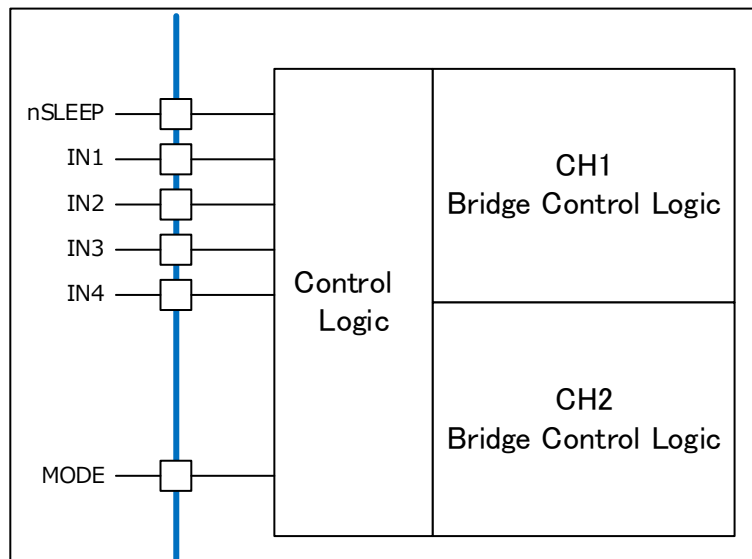 nSLEEP
IN1
IN2
IN3
IN4
MODE
Control
Logic
CH1
Bridge Control Logic
CH2
Bridge Control Logic